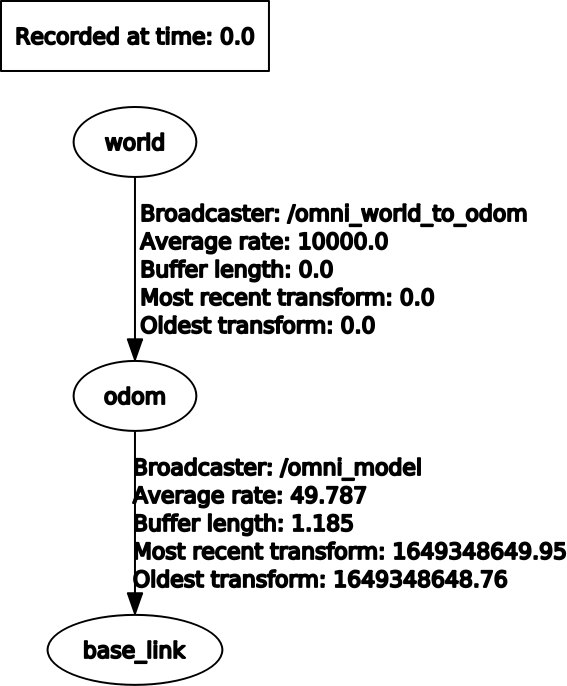 Recorded at time: 0.0
world
Broadcaster: /omni_world_to_odom
Average rate: 10000.0
Buffer length: 0.0
Most recent transform: 0.0
Oldest transform: 0.0
odom
Broadcaster: /omni_model
Average rate: 49.787
Buffer length: 1.185
Most recent transform: 1649348649.95
Oldest transform: 1649348648.76
base_link